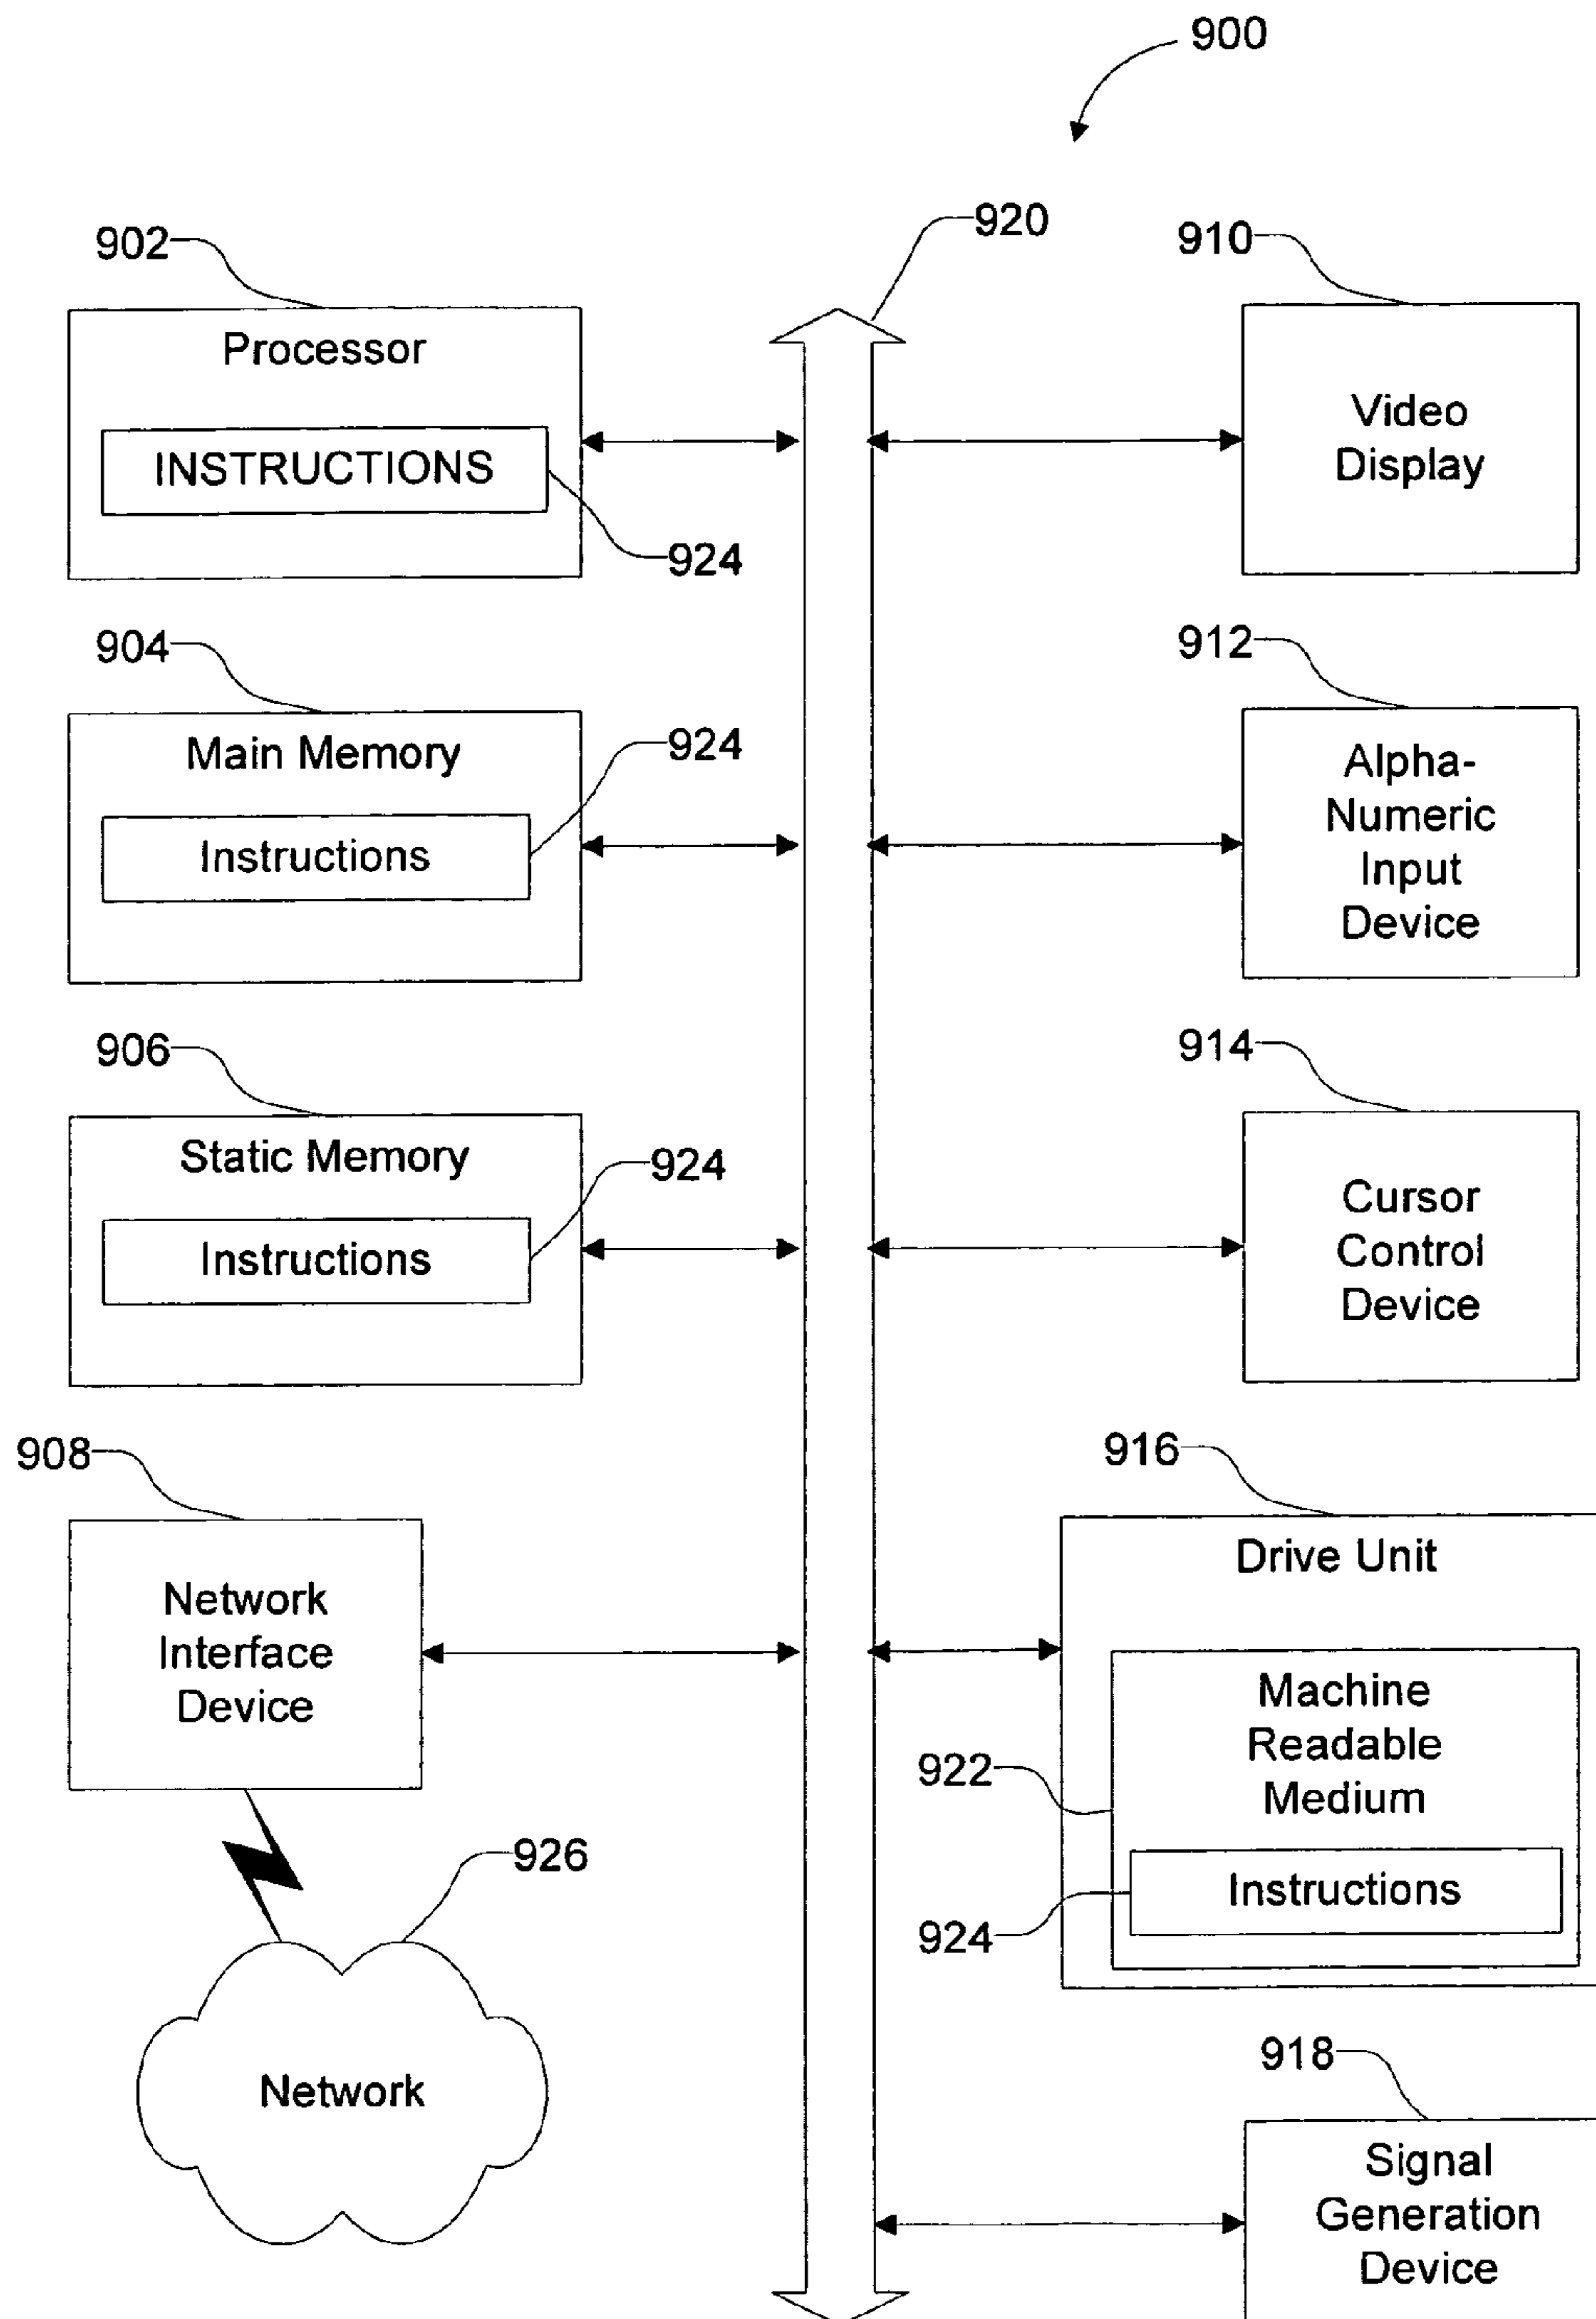 900
920
902
Processor
INSTRUCTIONS
924
910
Video
Display
904
Main Memory
924
Instructions
912
Alpha-
Numeric
Input
Device
906
Static Memory
924
Instructions
914
Cursor
Control
Device
908
Network
Interface
Device
916
Drive Unit
Machine
Readable
Medium
922
Instructions
924
926
Network
918
Signal
Generation
Device